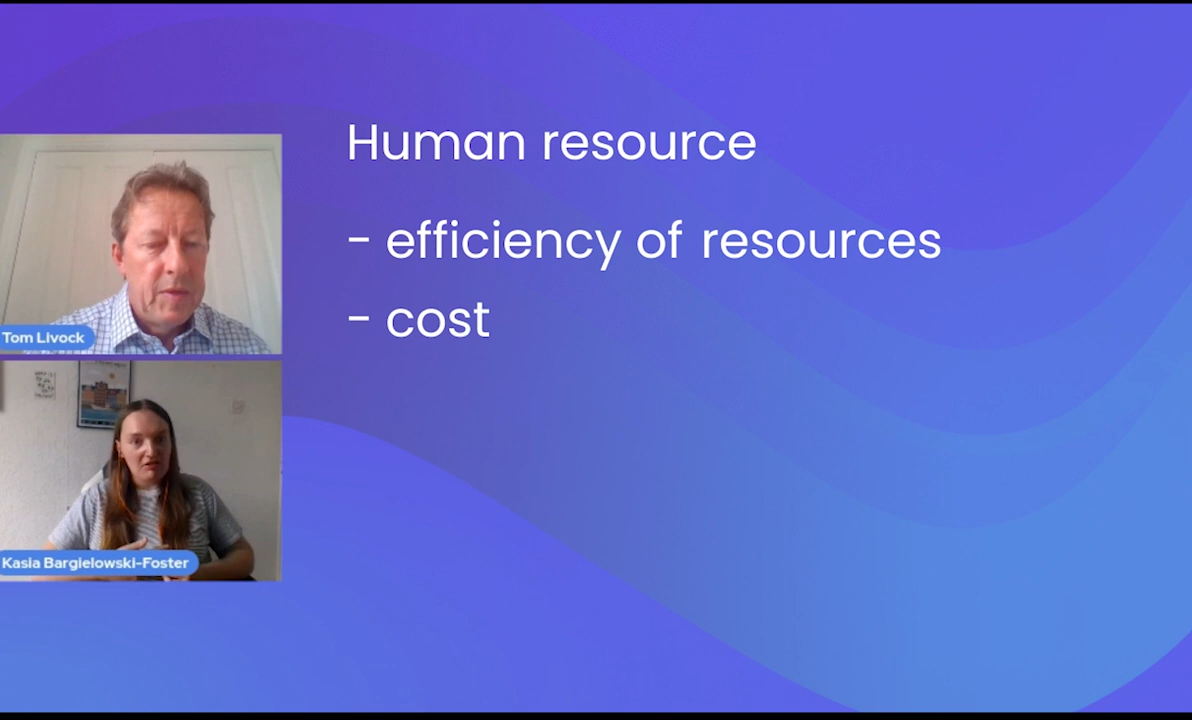 Human resource
- efficiency of resources
- cost
Tom Livock
Kasia Bargielowski-Foster